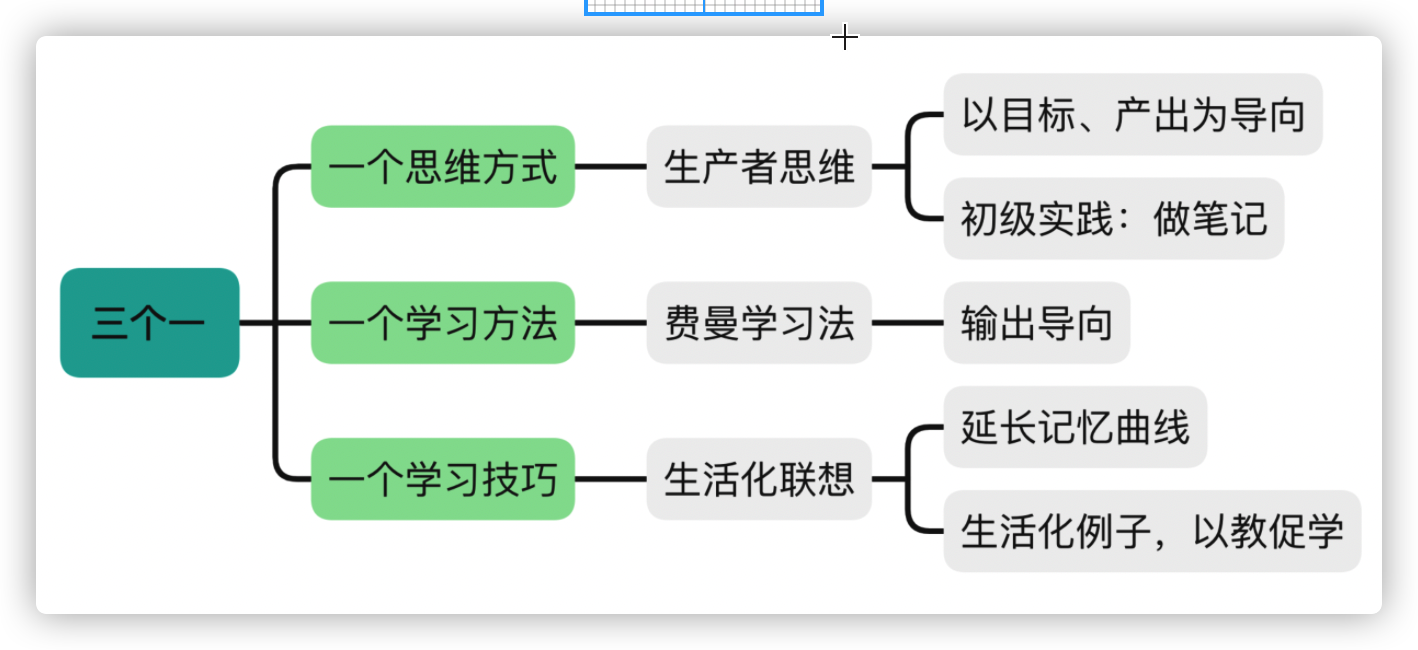 三个一
一个思维方式
生产者思维
以目标、产出为导向
初级实践：做笔记
一个学习方法
费曼学习法
输出导向
一个学习技巧
生活化联想
延长记忆曲线
生活化例子，以教促学